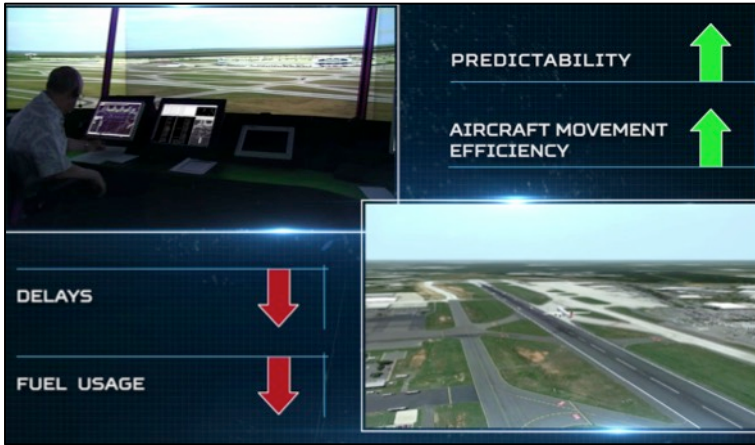 PREDICTABILITY
AIRCRAFT MOVEMENT
EFFICIENCY
DELAYS
FUEL USAGE